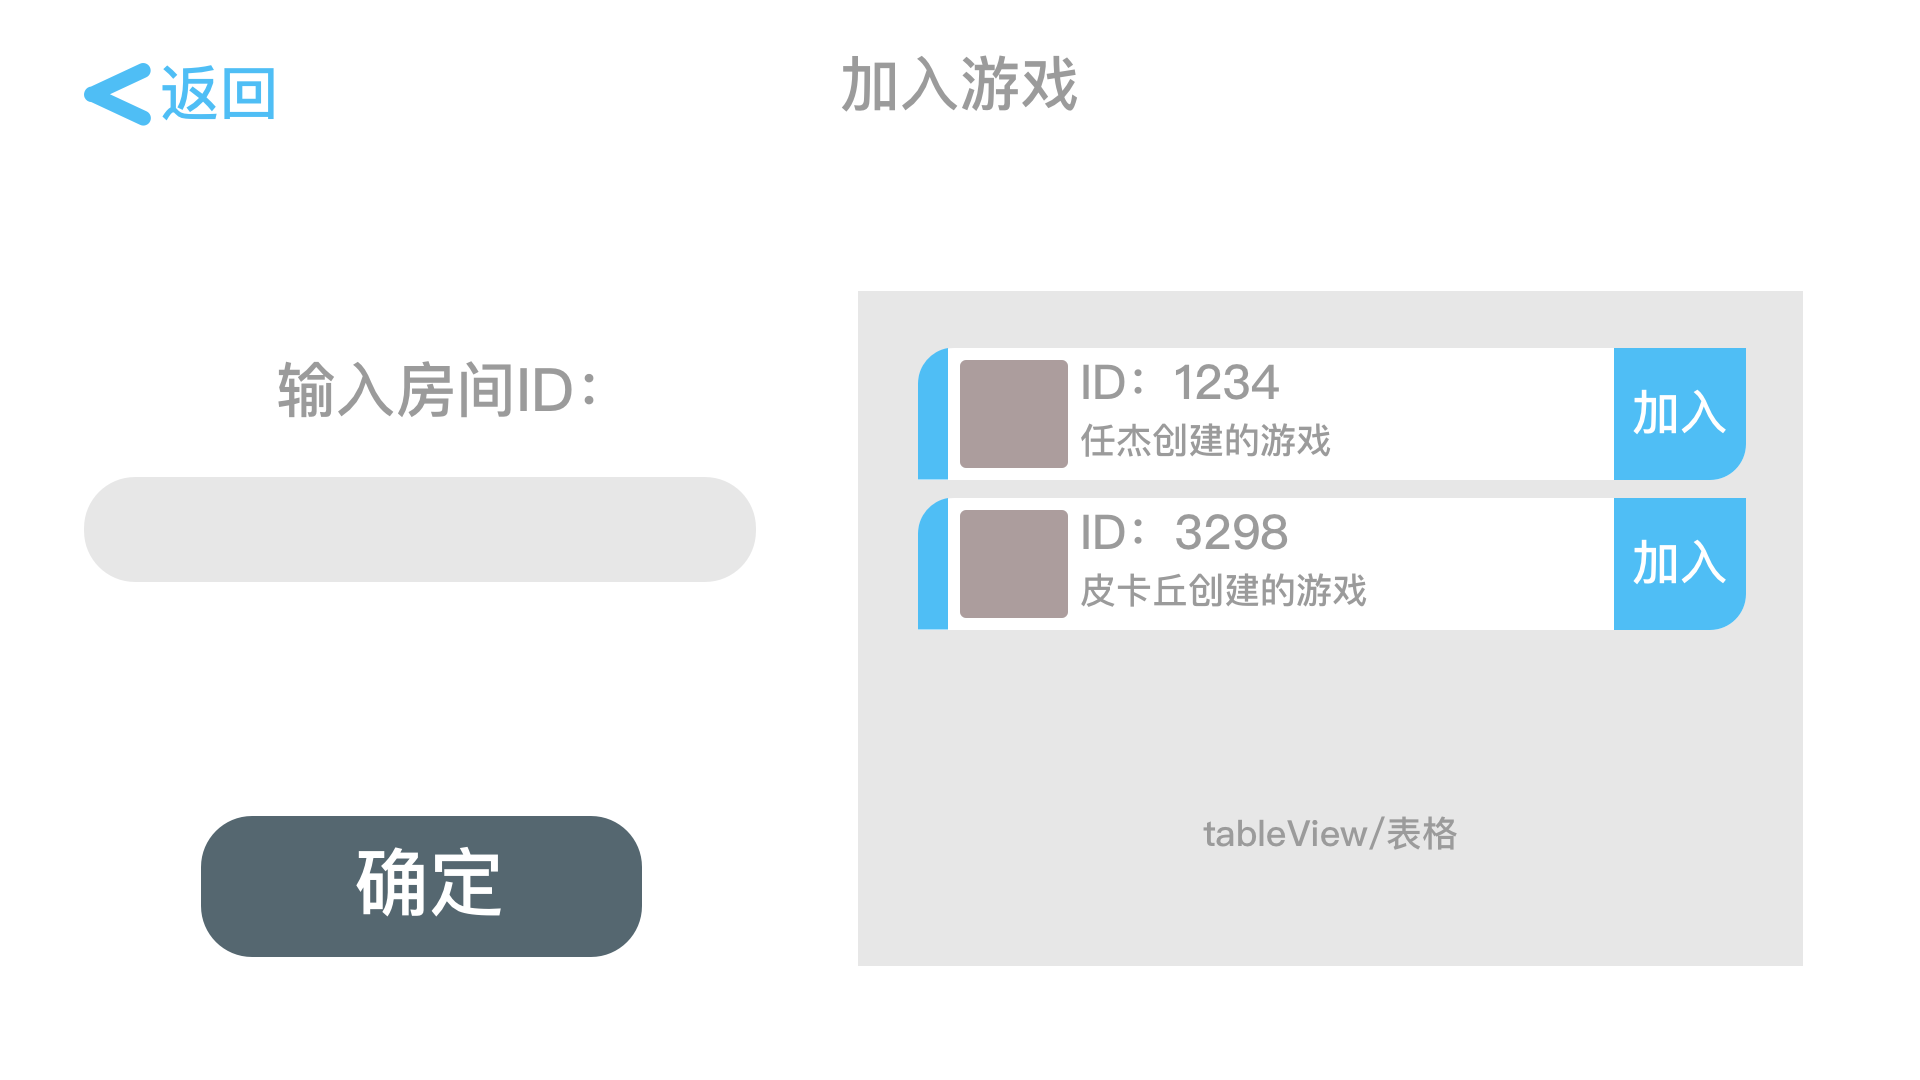 返回
加入游戏
输入房间ID：
确定
ID：1234
任杰创建的游戏
加入
ID：3298
皮卡丘创建的游戏
加入
tableView/表格